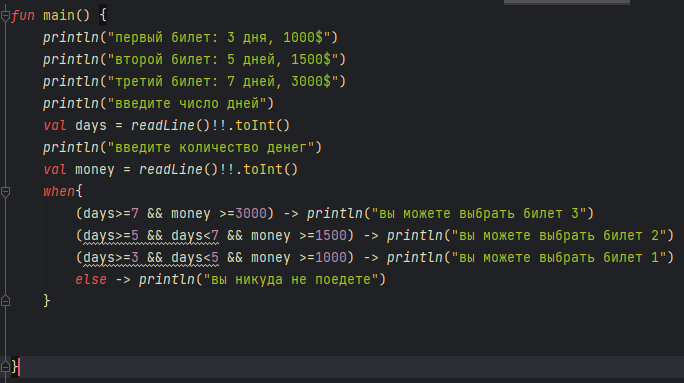 fun main() {
println("первый билет: 3 дня, 1000$")
println("второй билет: 5 дней, 1500$")
println("третий билет: 7 дней, 3000$")
println("введите число дней")
val days = readLine()!!.toInt()
println("введите количество денег")
val money = readLine()!!.toInt()
when{
(days>=7 && money >=3000) -> println("вы можете выбрать билет 3")
(days>=5 && days<7 && money >=1500) -> println("вы можете выбрать билет 2")
(days>=3 && days<5 && money >=1000) -> println("вы можете выбрать билет 1")
else -> println("вы никуда не поедете")
}
}